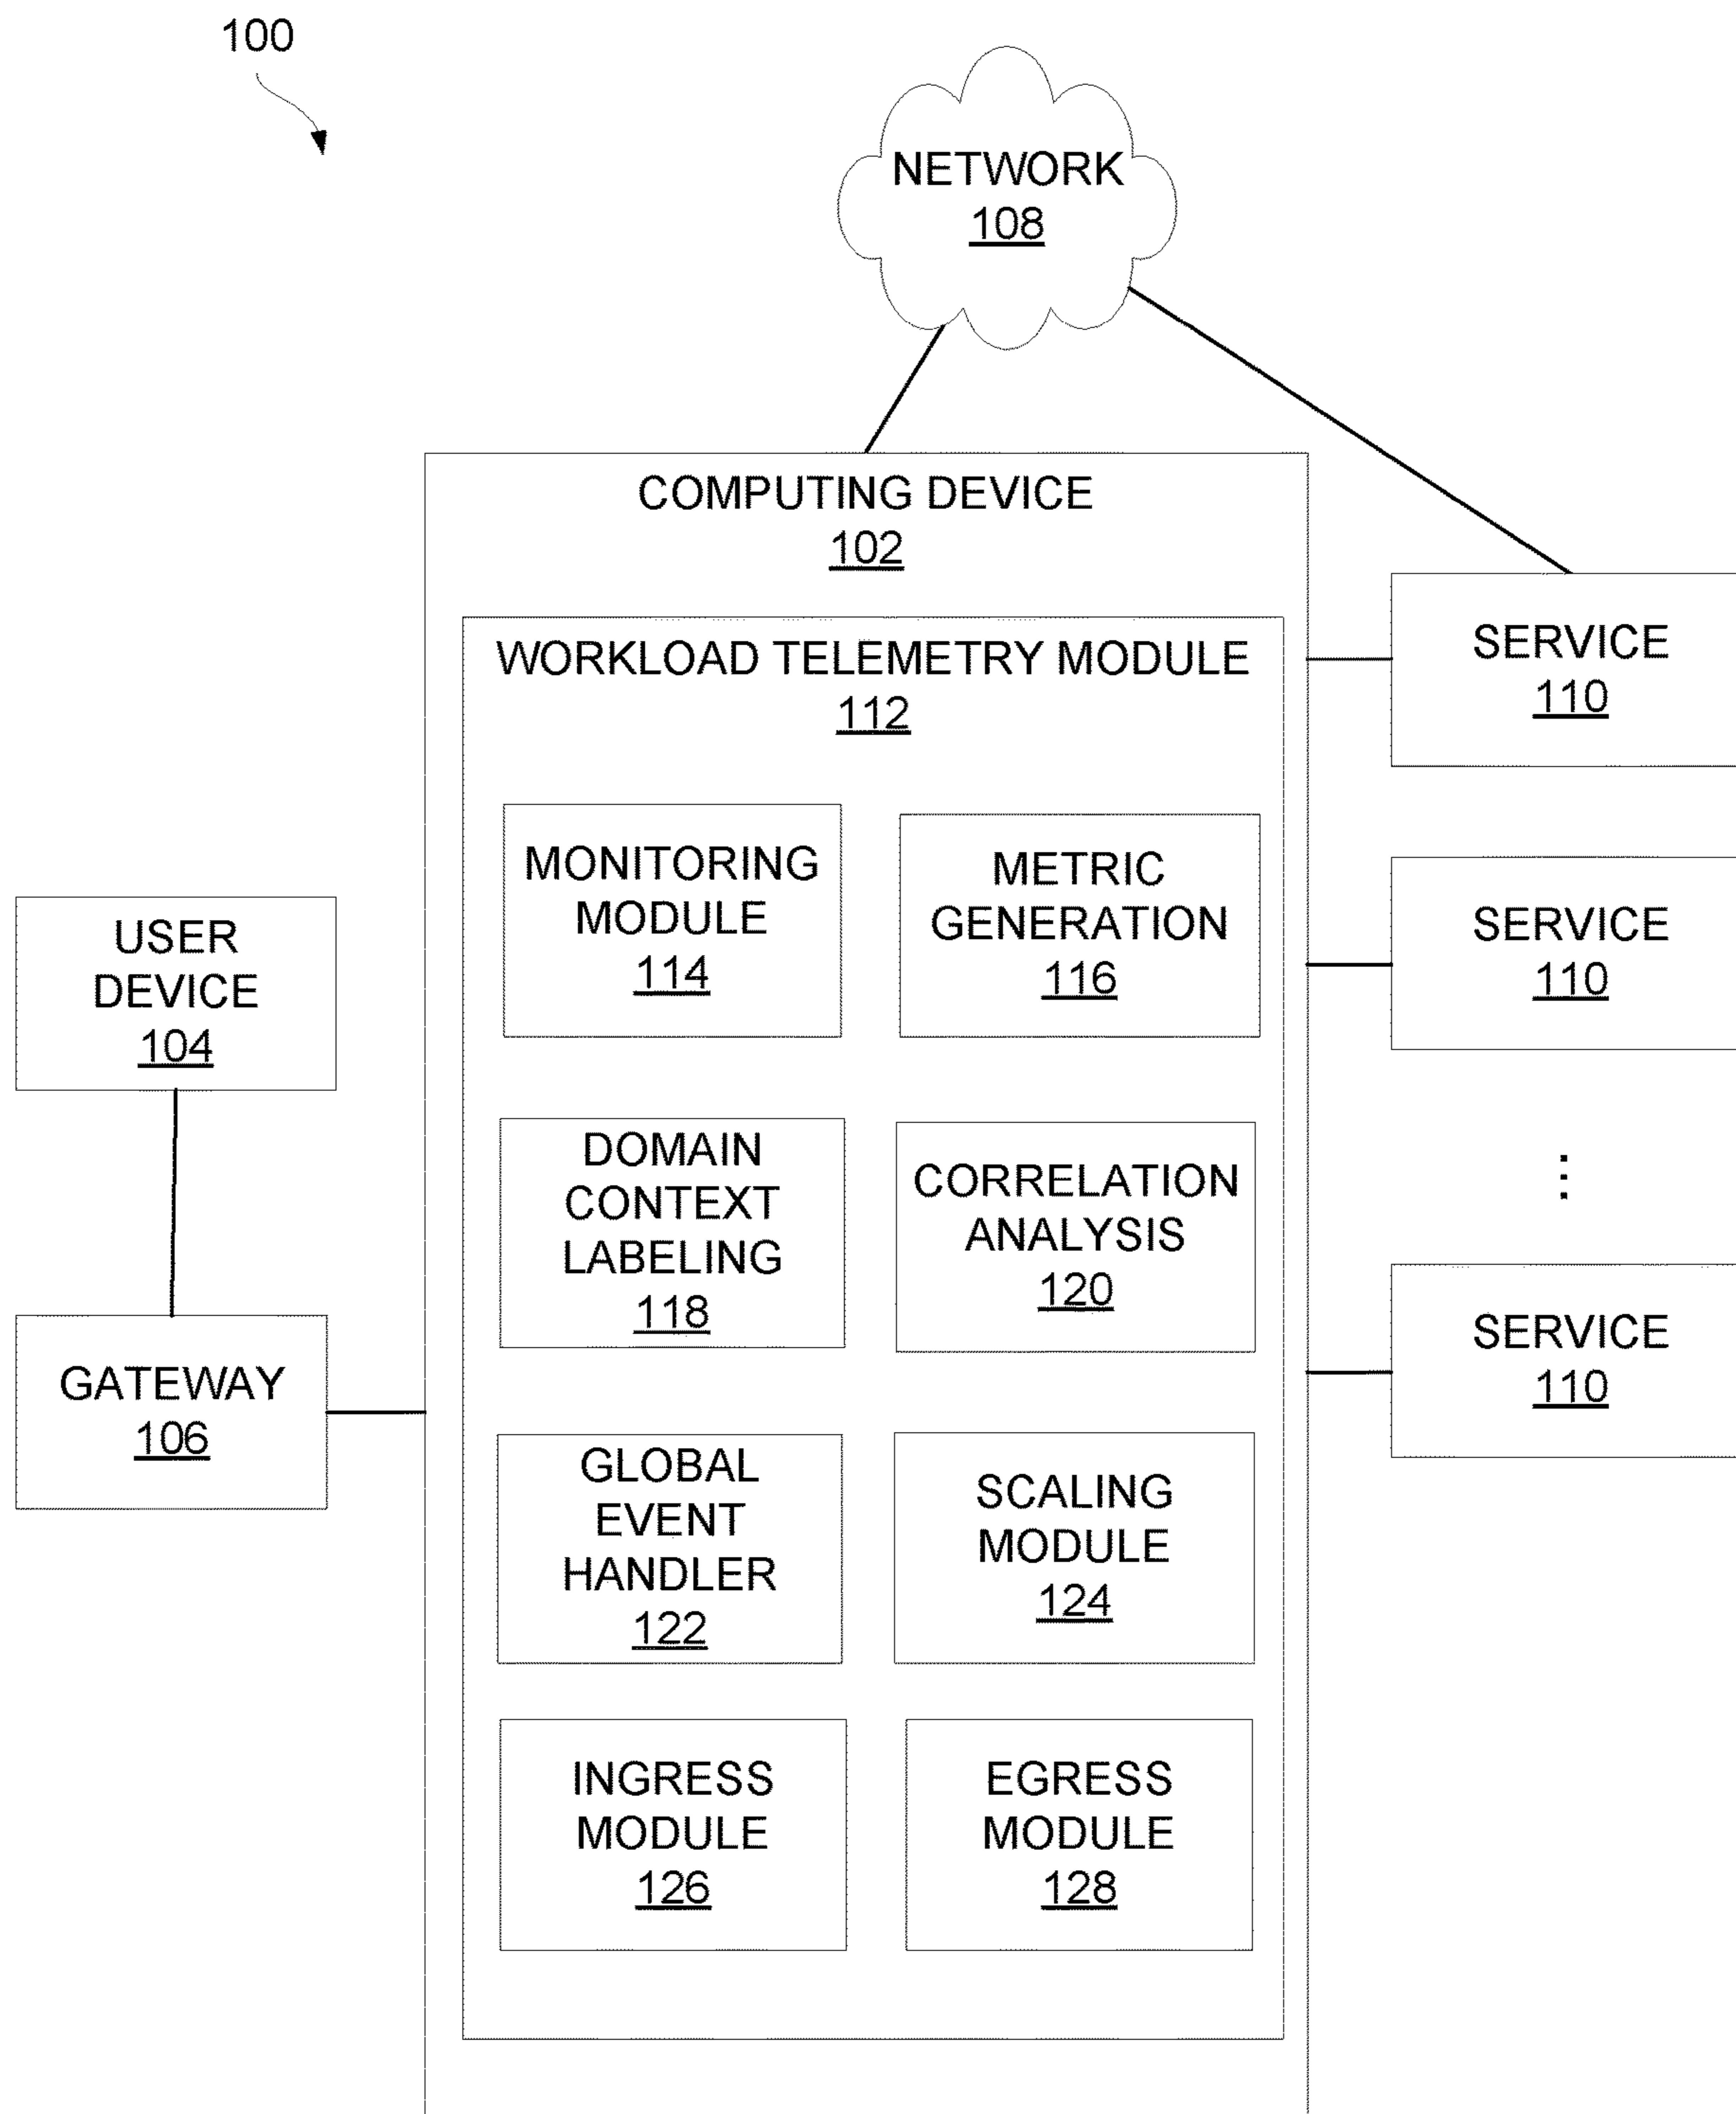 100
NETWORK
108
COMPUTING DEVICE
102
WORKLOAD TELEMETRY MODULE
112
SERVICE
110
MONITORING
MODULE
114
METRIC
GENERATION
116
SERVICE
110
USER
DEVICE
104
DOMAIN
CONTEXT
LABELING
118
CORRELATION
ANALYSIS
120
⋮
SERVICE
110
GATEWAY
106
GLOBAL
EVENT
HANDLER
122
SCALING
MODULE
124
INGRESS
MODULE
126
EGRESS
MODULE
128